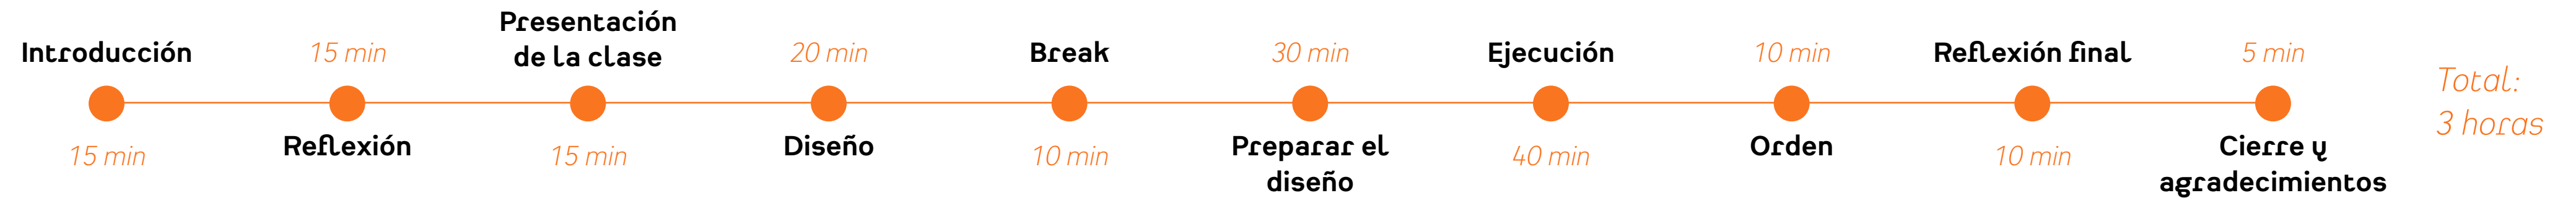 Introducción
15 min
15 min
Reflexión
Presentación
de la clase
15 min
20 min
Diseño
Break
10 min
30 min
Preparar el
diseño
Ejecución
40 min
10 min
Orden
Reflexión final
10 min
5 min
Cierre y
agradecimientos
Total:
3 horas